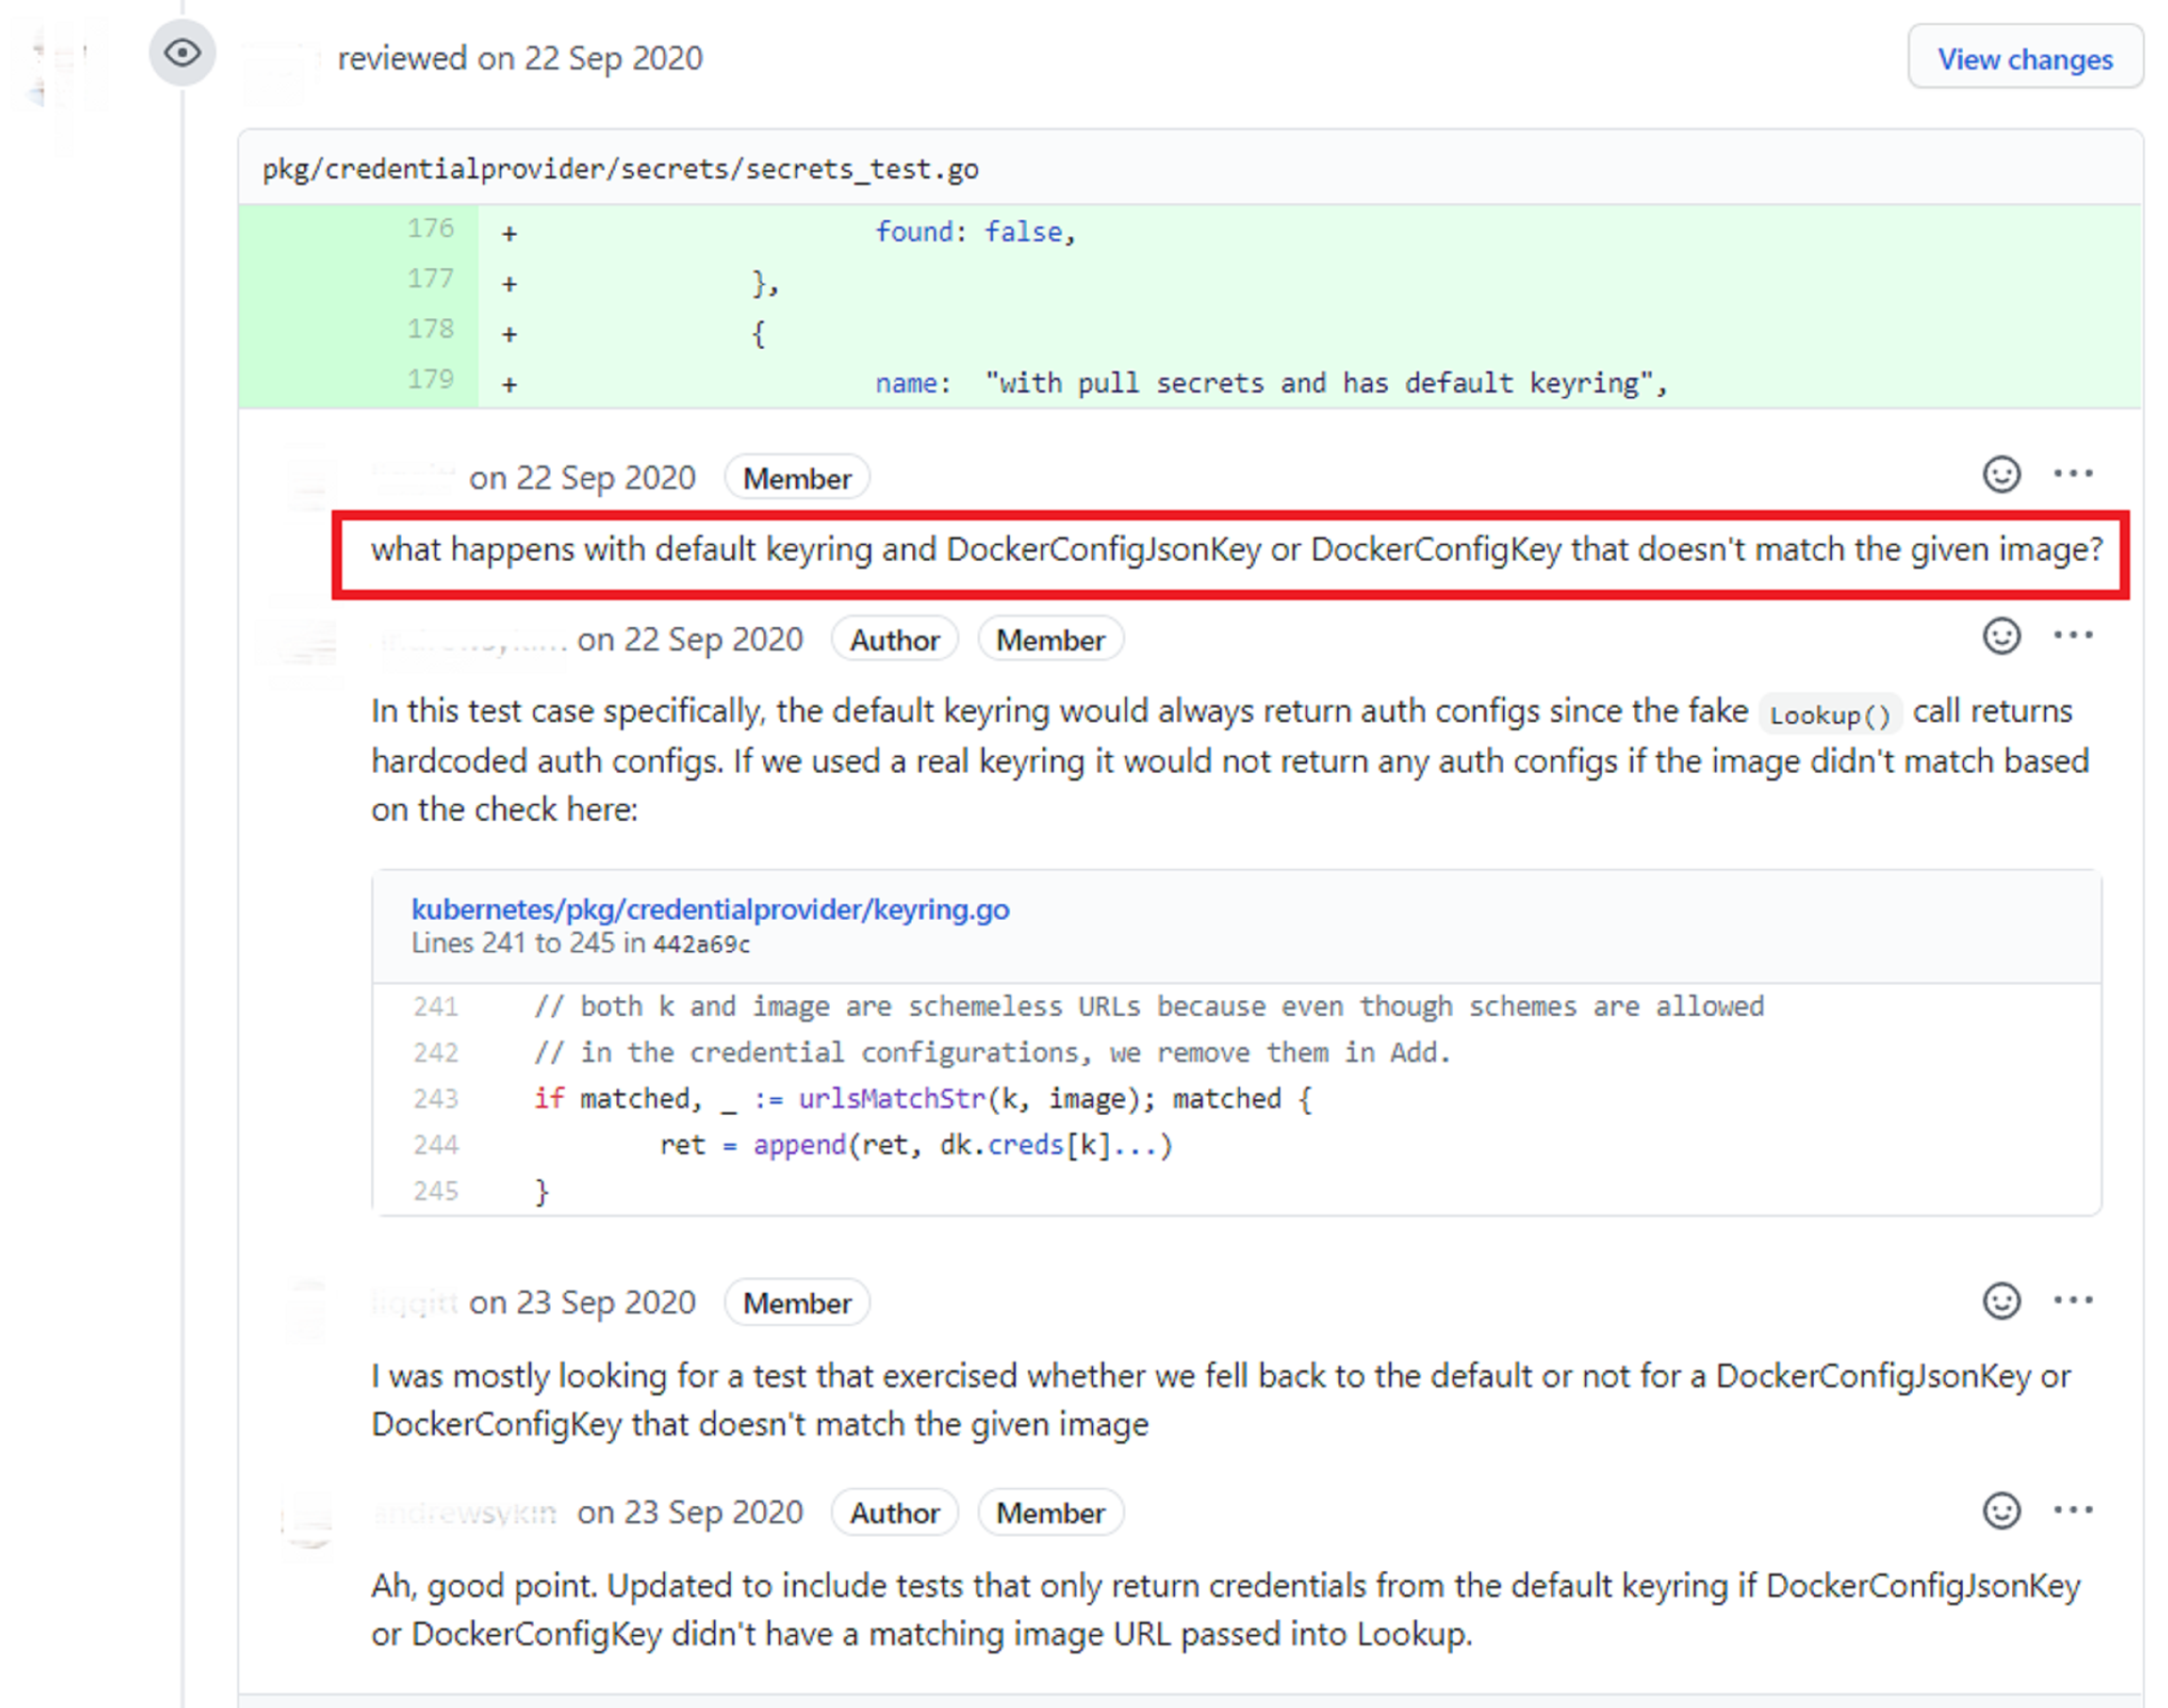 reviewed on 22 Sep 2020
View changes
pkg/credentialprovider/secrets/secrets_test.go
176 + found: false,
177 + },
178 + {
179 + name: "with pull secrets and has default keyring",
on 22 Sep 2020 Member
what happens with default keyring and DockerConfigJsonKey or DockerConfigKey that doesn't match the given image?
on 22 Sep 2020 Author Member
In this test case specifically, the default keyring would always return auth configs since the fake Lookup() call returns
hardcoded auth configs. If we used a real keyring it would not return any auth configs if the image didn't match based
on the check here:
kubernetes/pkg/credentialprovider/keyring.go
Lines 241 to 245 in 442a69c
241 // both k and image are schemeless URLs because even though schemes are allowed
242 // in the credential configurations, we remove them in Add.
243 if matched, _ := urlsMatchStr(k, image); matched {
244 ret = append(ret, dk.creds[k]...)
245 }
on 23 Sep 2020 Member
I was mostly looking for a test that exercised whether we fell back to the default or not for a DockerConfigJsonKey or
DockerConfigKey that doesn't match the given image
on 23 Sep 2020 Author Member
Ah, good point. Updated to include tests that only return credentials from the default keyring if DockerConfigJsonKey
or DockerConfigKey didn't have a matching image URL passed into Lookup.